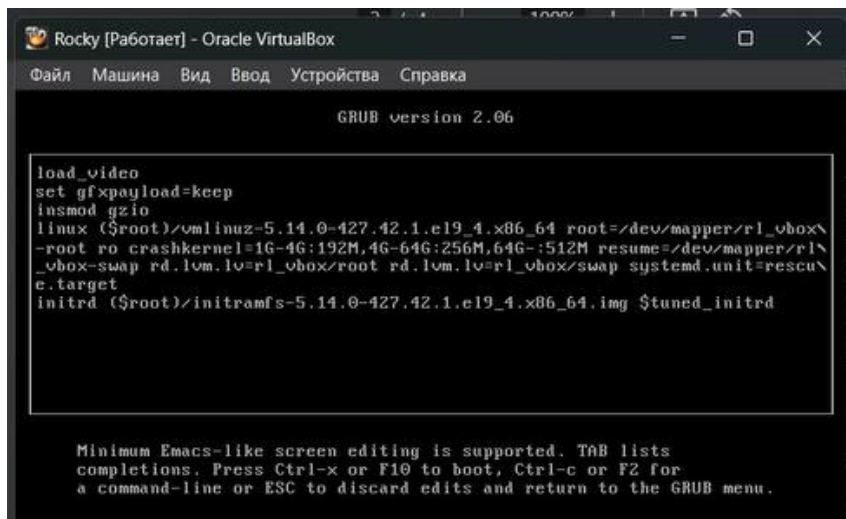 Rocky [Работает] - Oracle VirtualBox
Файл Машина Вид Ввод Устройства Справка
GRUB version 2.06
load_video
set gfxpayload=keep
insmod gzio
linux ($root)/vmlinuz-5.14.0-427.42.1.el9_4.x86_64 root=/dev/mapper/rl_vbox\
-root ro crashkernel=1G-4G:192M,4G-64G:256M,64G-:512M resume=/dev/mapper/rl\
_vbox-swap rd.lvm.lv=rl_vbox/root rd.lvm.lv=rl_vbox/swap systemd.unit=rescu\
e.target
initrd ($root)/initramfs-5.14.0-427.42.1.el9_4.x86_64.img $tuned_initrd
Minimum Emacs-like screen editing is supported. TAB lists
completions. Press Ctrl-x or F10 to boot, Ctrl-c or F2 for
a command-line or ESC to discard edits and return to the GRUB menu.